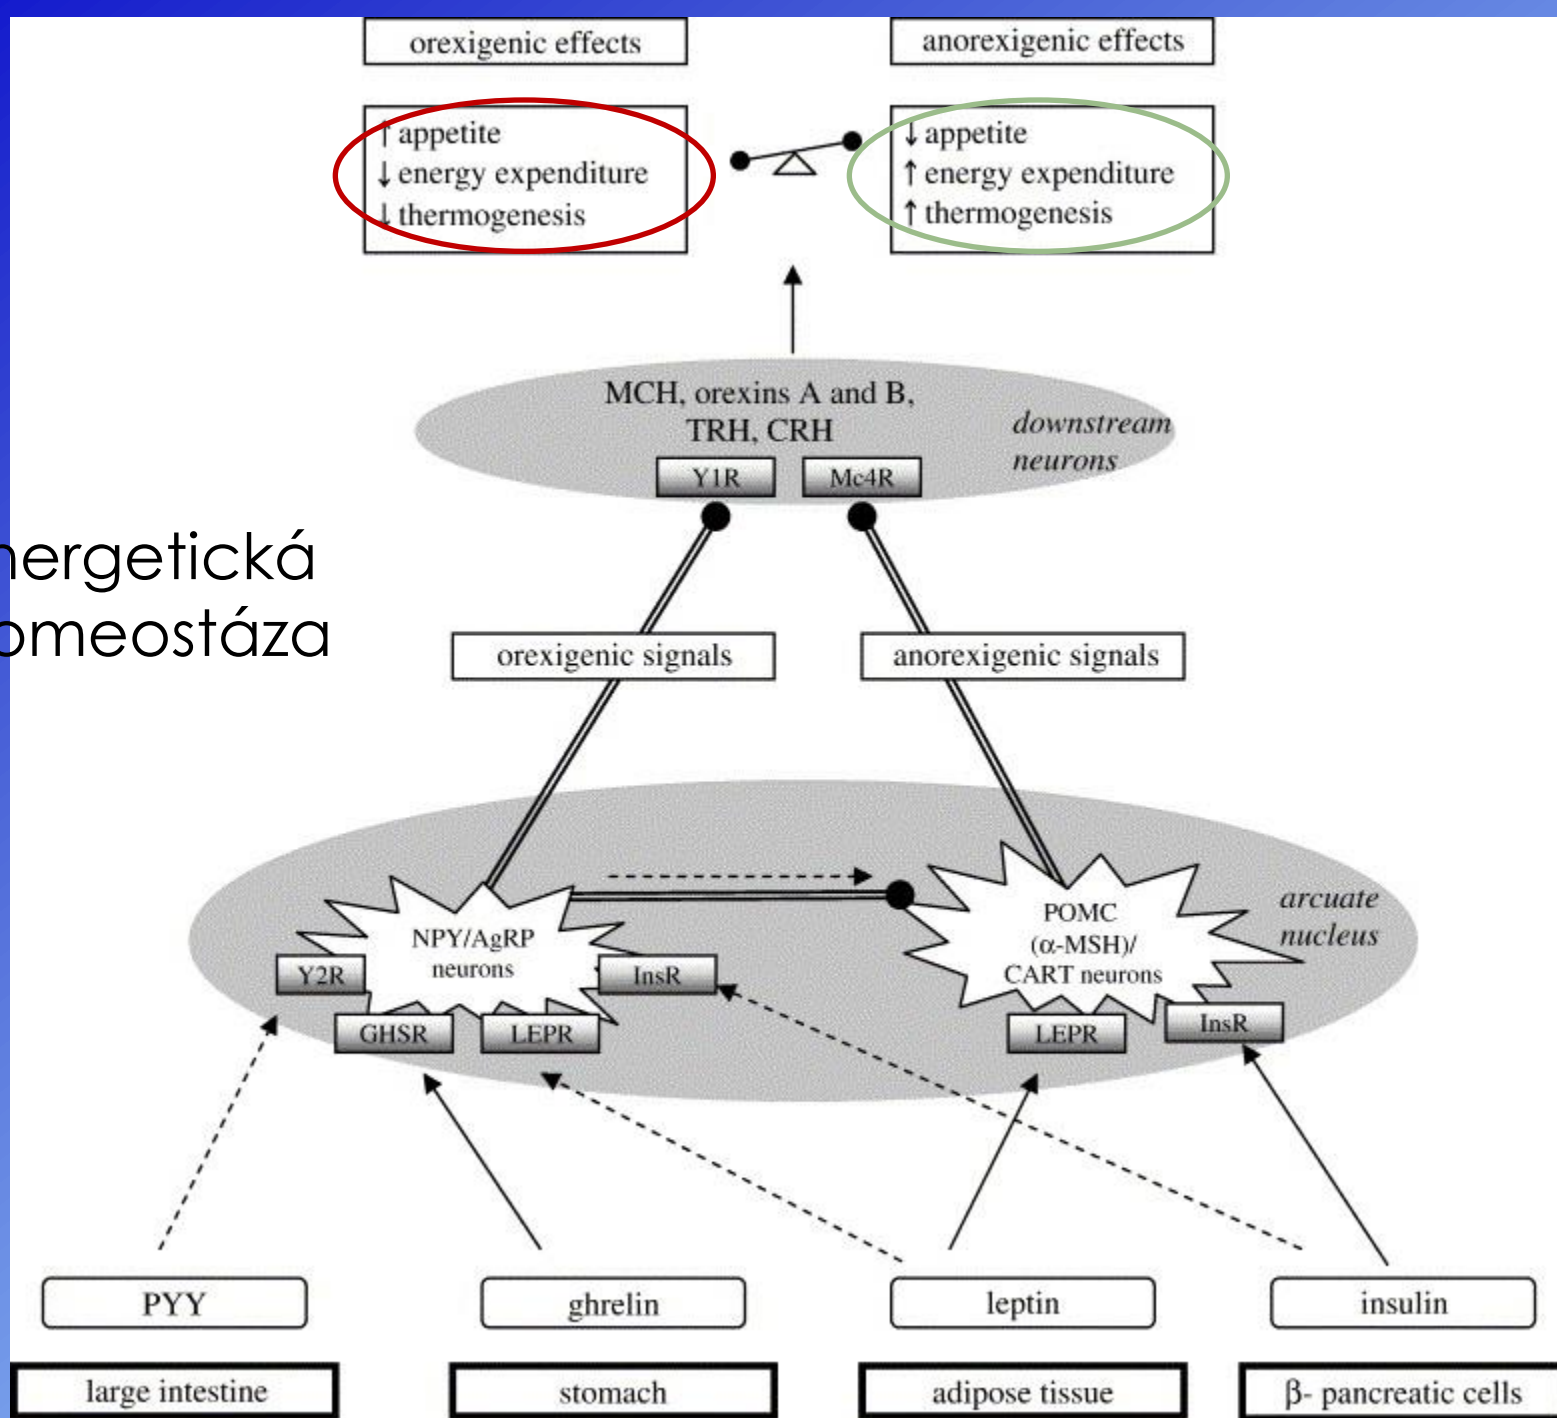 orexigenic effects
anorexigenic effects
↑ appetite
↓ energy expenditure
↓ thermogenesis
↓ appetite
↑ energy expenditure
↑ thermogenesis
MCH, orexins A and B,
TRH, CRH
downstream
neurons
Y1R
Mc4R
nergetická
omeostáza
orexigenic signals
anorexigenic signals
NPY/AgRP
neurons
POMC
(α-MSH)/
CART neurons
arcuate
nucleus
Y2R
InsR
GHSR
LEPR
LEPR
InsR
PYY
ghrelin
leptin
insulin
large intestine
stomach
adipose tissue
β- pancreatic cells